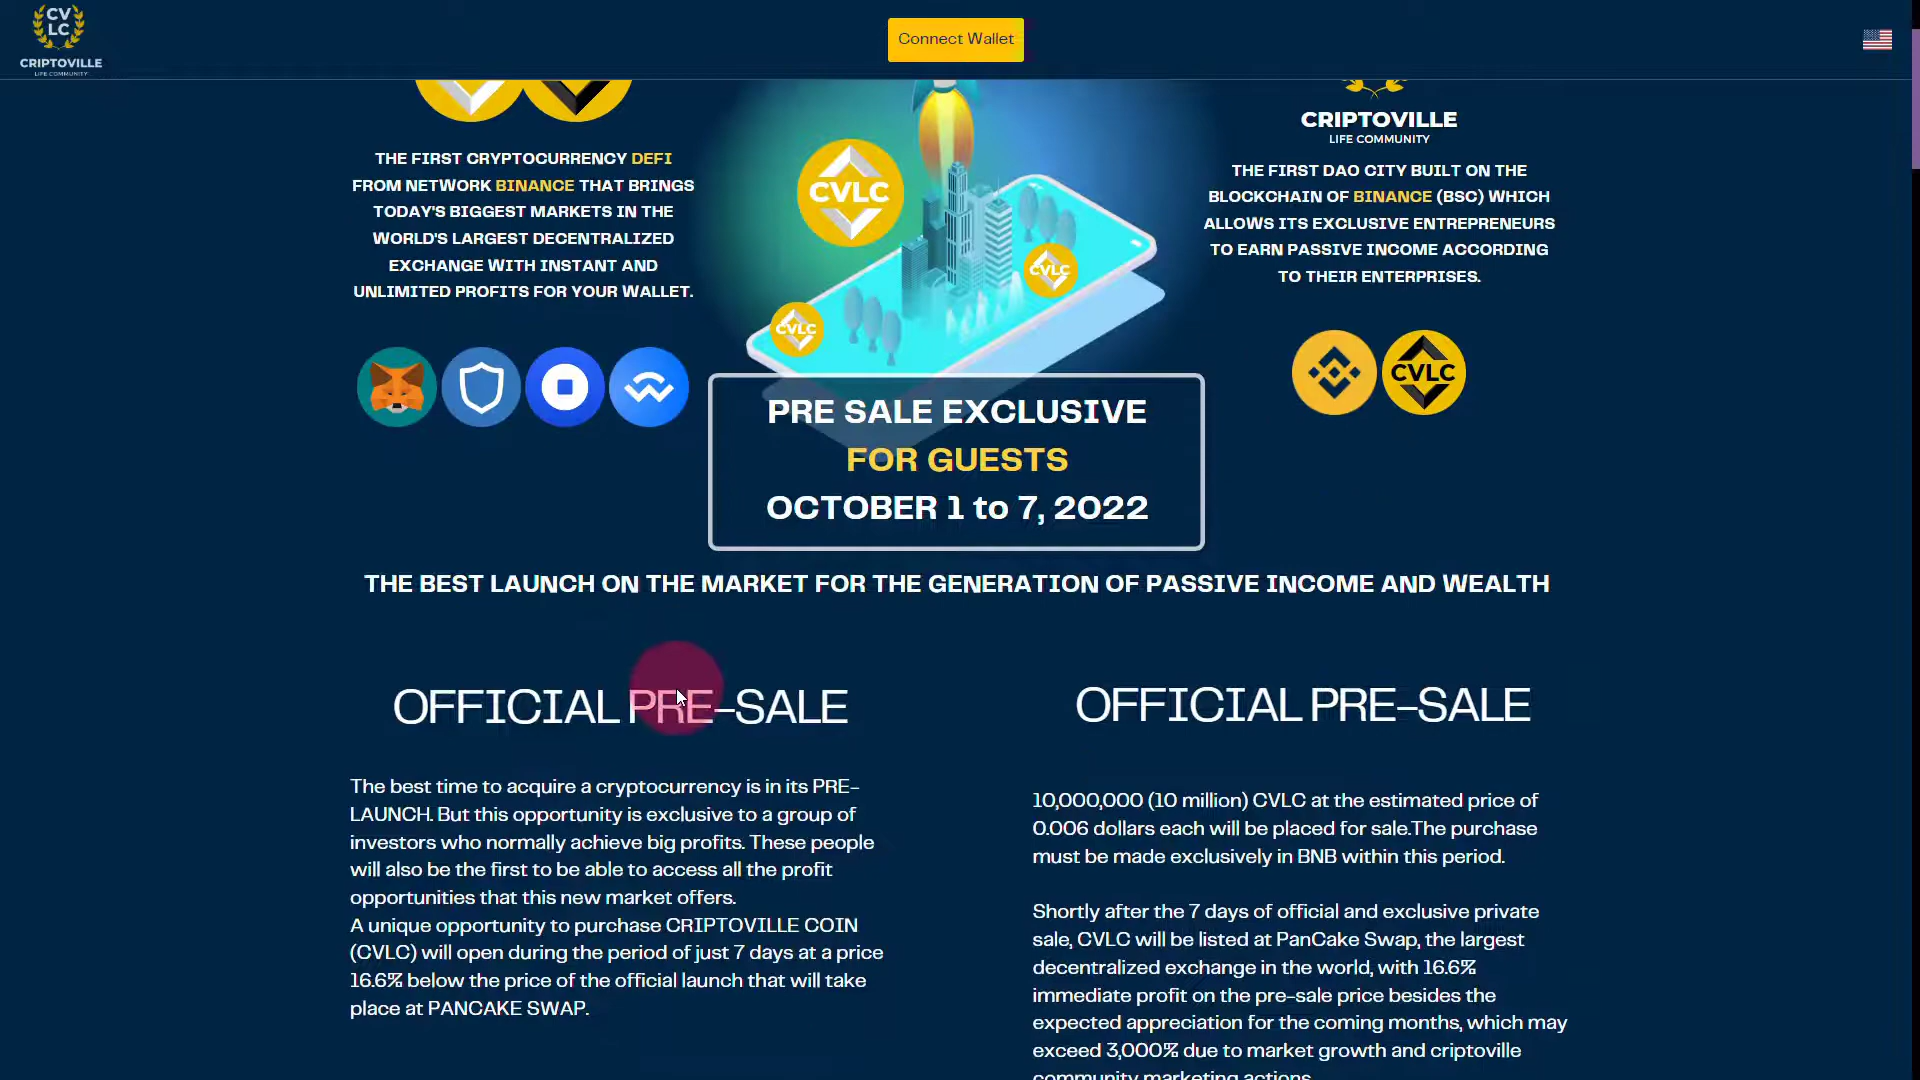 CV
LC
CRIPTOVILLE
LIFE COMMUNITY
Connect Wallet
THE FIRST CRYPTOCURRENCY DEFI
FROM NETWORK BINANCE THAT BRINGS
TODAY'S BIGGEST MARKETS IN THE
WORLD'S LARGEST DECENTRALIZED
EXCHANGE WITH INSTANT AND
UNLIMITED PROFITS FOR YOUR WALLET.
CVLC
CVLC
CVLC
CRIPTOVILLE
LIFE COMMUNITY
THE FIRST DAO CITY BUILT ON THE
BLOCKCHAIN OF BINANCE (BSC) WHICH
ALLOWS ITS EXCLUSIVE ENTREPRENEURS
TO EARN PASSIVE INCOME ACCORDING
TO THEIR ENTERPRISES.
CVLC
PRE SALE EXCLUSIVE
FOR GUESTS
OCTOBER 1 to 7, 2022
THE BEST LAUNCH ON THE MARKET FOR THE GENERATION OF PASSIVE INCOME AND WEALTH
OFFICIAL PRE-SALE
The best time to acquire a cryptocurrency is in its PRE-
LAUNCH. But this opportunity is exclusive to a group of
investors who normally achieve big profits. These people
will also be the first to be able to access all the profit
opportunities that this new market offers.
A unique opportunity to purchase CRIPTOVILLE COIN
(CVLC) will open during the period of just 7 days at a price
16.6% below the price of the official launch that will take
place at PANCAKE SWAP.
OFFICIAL PRE-SALE
10,000,000 (10 million) CVLC at the estimated price of
0.006 dollars each will be placed for sale.The purchase
must be made exclusively in BNB within this period.
Shortly after the 7 days of official and exclusive private
sale, CVLC will be listed at PanCake Swap, the largest
decentralized exchange in the world, with 16.6%
immediate profit on the pre-sale price besides the
expected appreciation for the coming months, which may
exceed 3,000% due to market growth and criptoville
community marketing actions.